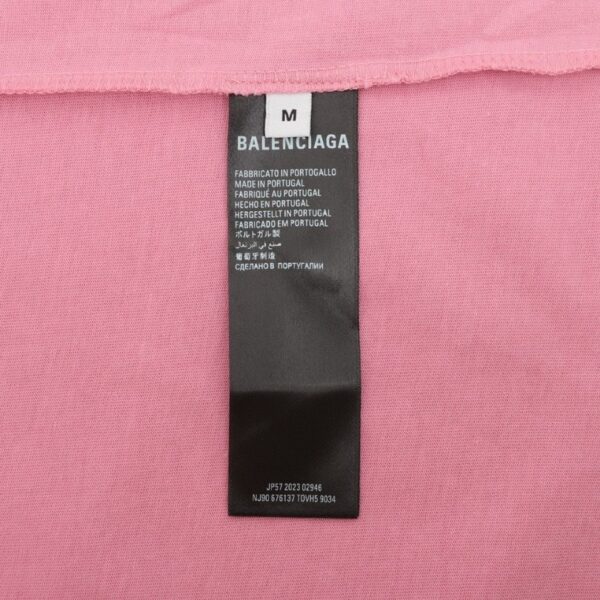 M
BALENCIAGA
FABBRICATO IN PORTOGALLO
MADE IN PORTUGAL
FABRIQUÉ AU PORTUGAL
HECHO EN PORTUGAL
HERGESTELLT IN PORTUGAL
FABRICADO EM PORTUGAL
ポルトガル製
صنع في البرتغال
葡萄牙制造
СДЕЛАНО В ПОРТУГАЛИИ
JP57 2023 02946
NJ90 676137 TOVH5 9034